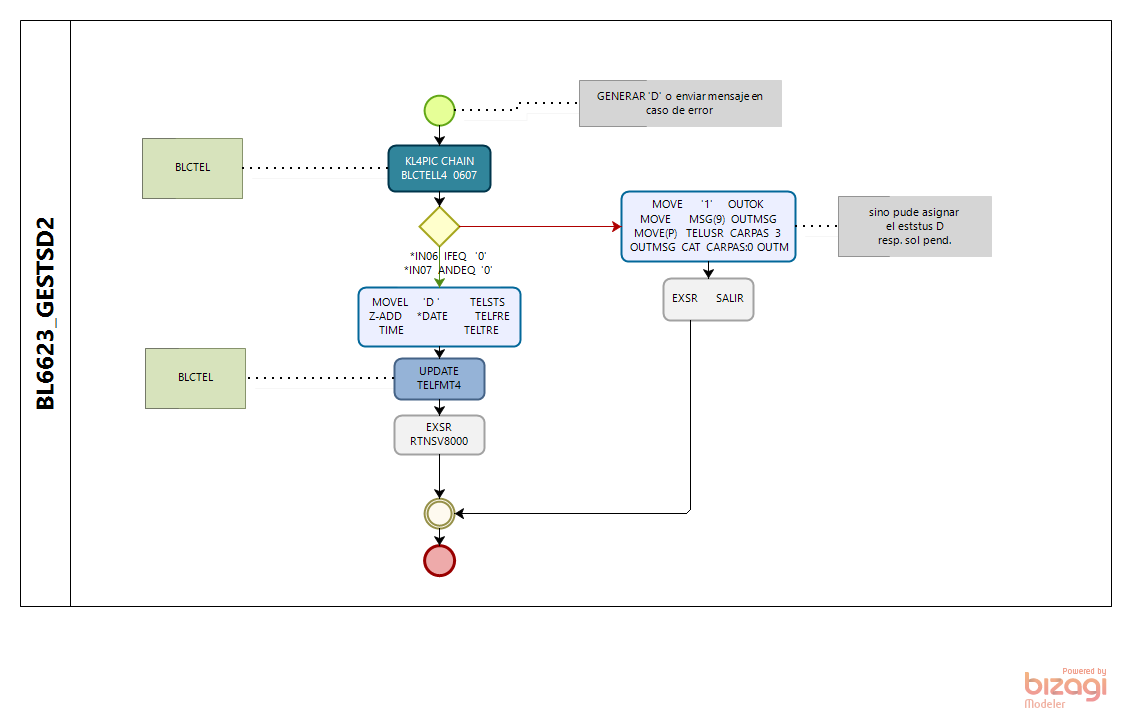 BL6623_GESTSD2
GENERAR 'D' o enviar mensaje en
caso de error
BLCTEL
KL4PIC CHAIN
BLCTELL4 0607
MOVE '1' OUTOK
MOVE MSG(9) OUTMSG
MOVE(P) TELUSR CARPAS 3
OUTMSG CAT CARPAS:0 OUTM
sino pude asignar
el eststus D
resp. sol pend.
*IN06 IFEQ '0'
*IN07 ANDEQ '0'
EXSR SALIR
MOVEL 'D ' TELSTS
Z-ADD *DATE TELFRE
TIME TELTRE
BLCTEL
UPDATE
TELFMT4
EXSR
RTNSV8000
Powered by
bizagi
Modeler